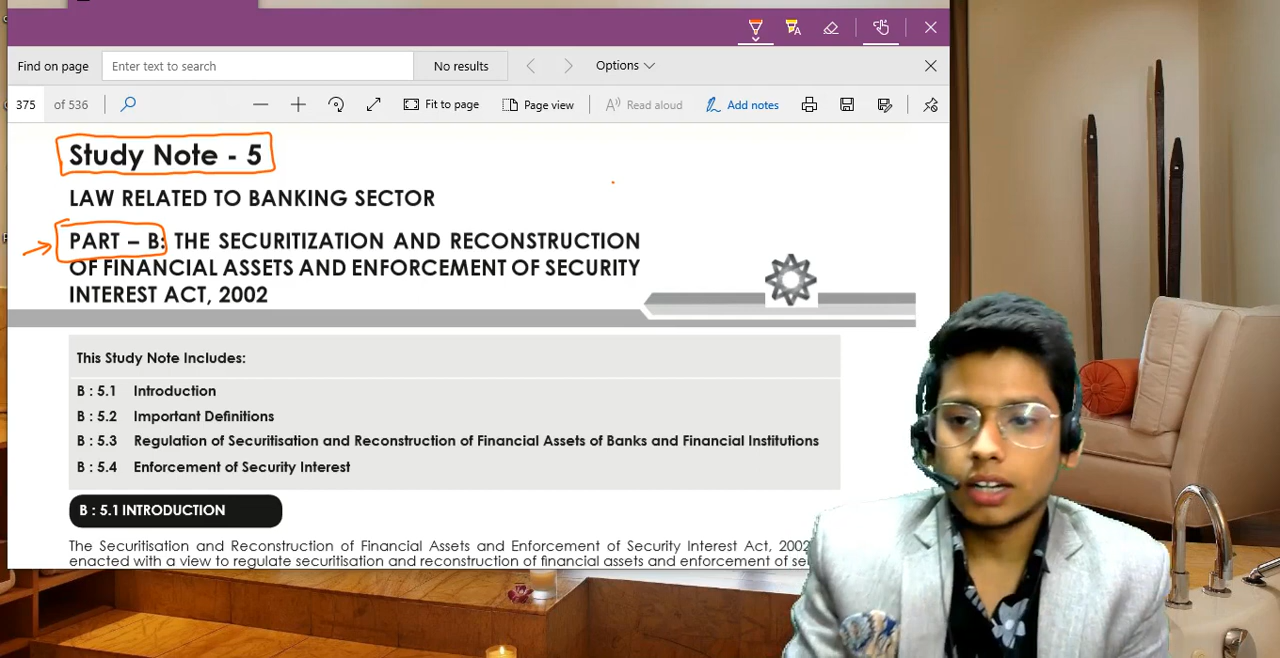 Find on page
Enter text to search
No results
Options
375 of 536
Fit to page
Page view
Read aloud
Add notes
Study Note - 5
LAW RELATED TO BANKING SECTOR
PART – B: THE SECURITIZATION AND RECONSTRUCTION
OF FINANCIAL ASSETS AND ENFORCEMENT OF SECURITY
INTEREST ACT, 2002
This Study Note Includes:
B : 5.1 Introduction
B : 5.2 Important Definitions
B : 5.3 Regulation of Securitisation and Reconstruction of Financial Assets of Banks and Financial Institutions
B : 5.4 Enforcement of Security Interest
B : 5.1 INTRODUCTION
The Securitisation and Reconstruction of Financial Assets and Enforcement of Security Interest Act, 2002
enacted with a view to regulate securitisation and reconstruction of financial assets and enforcement of